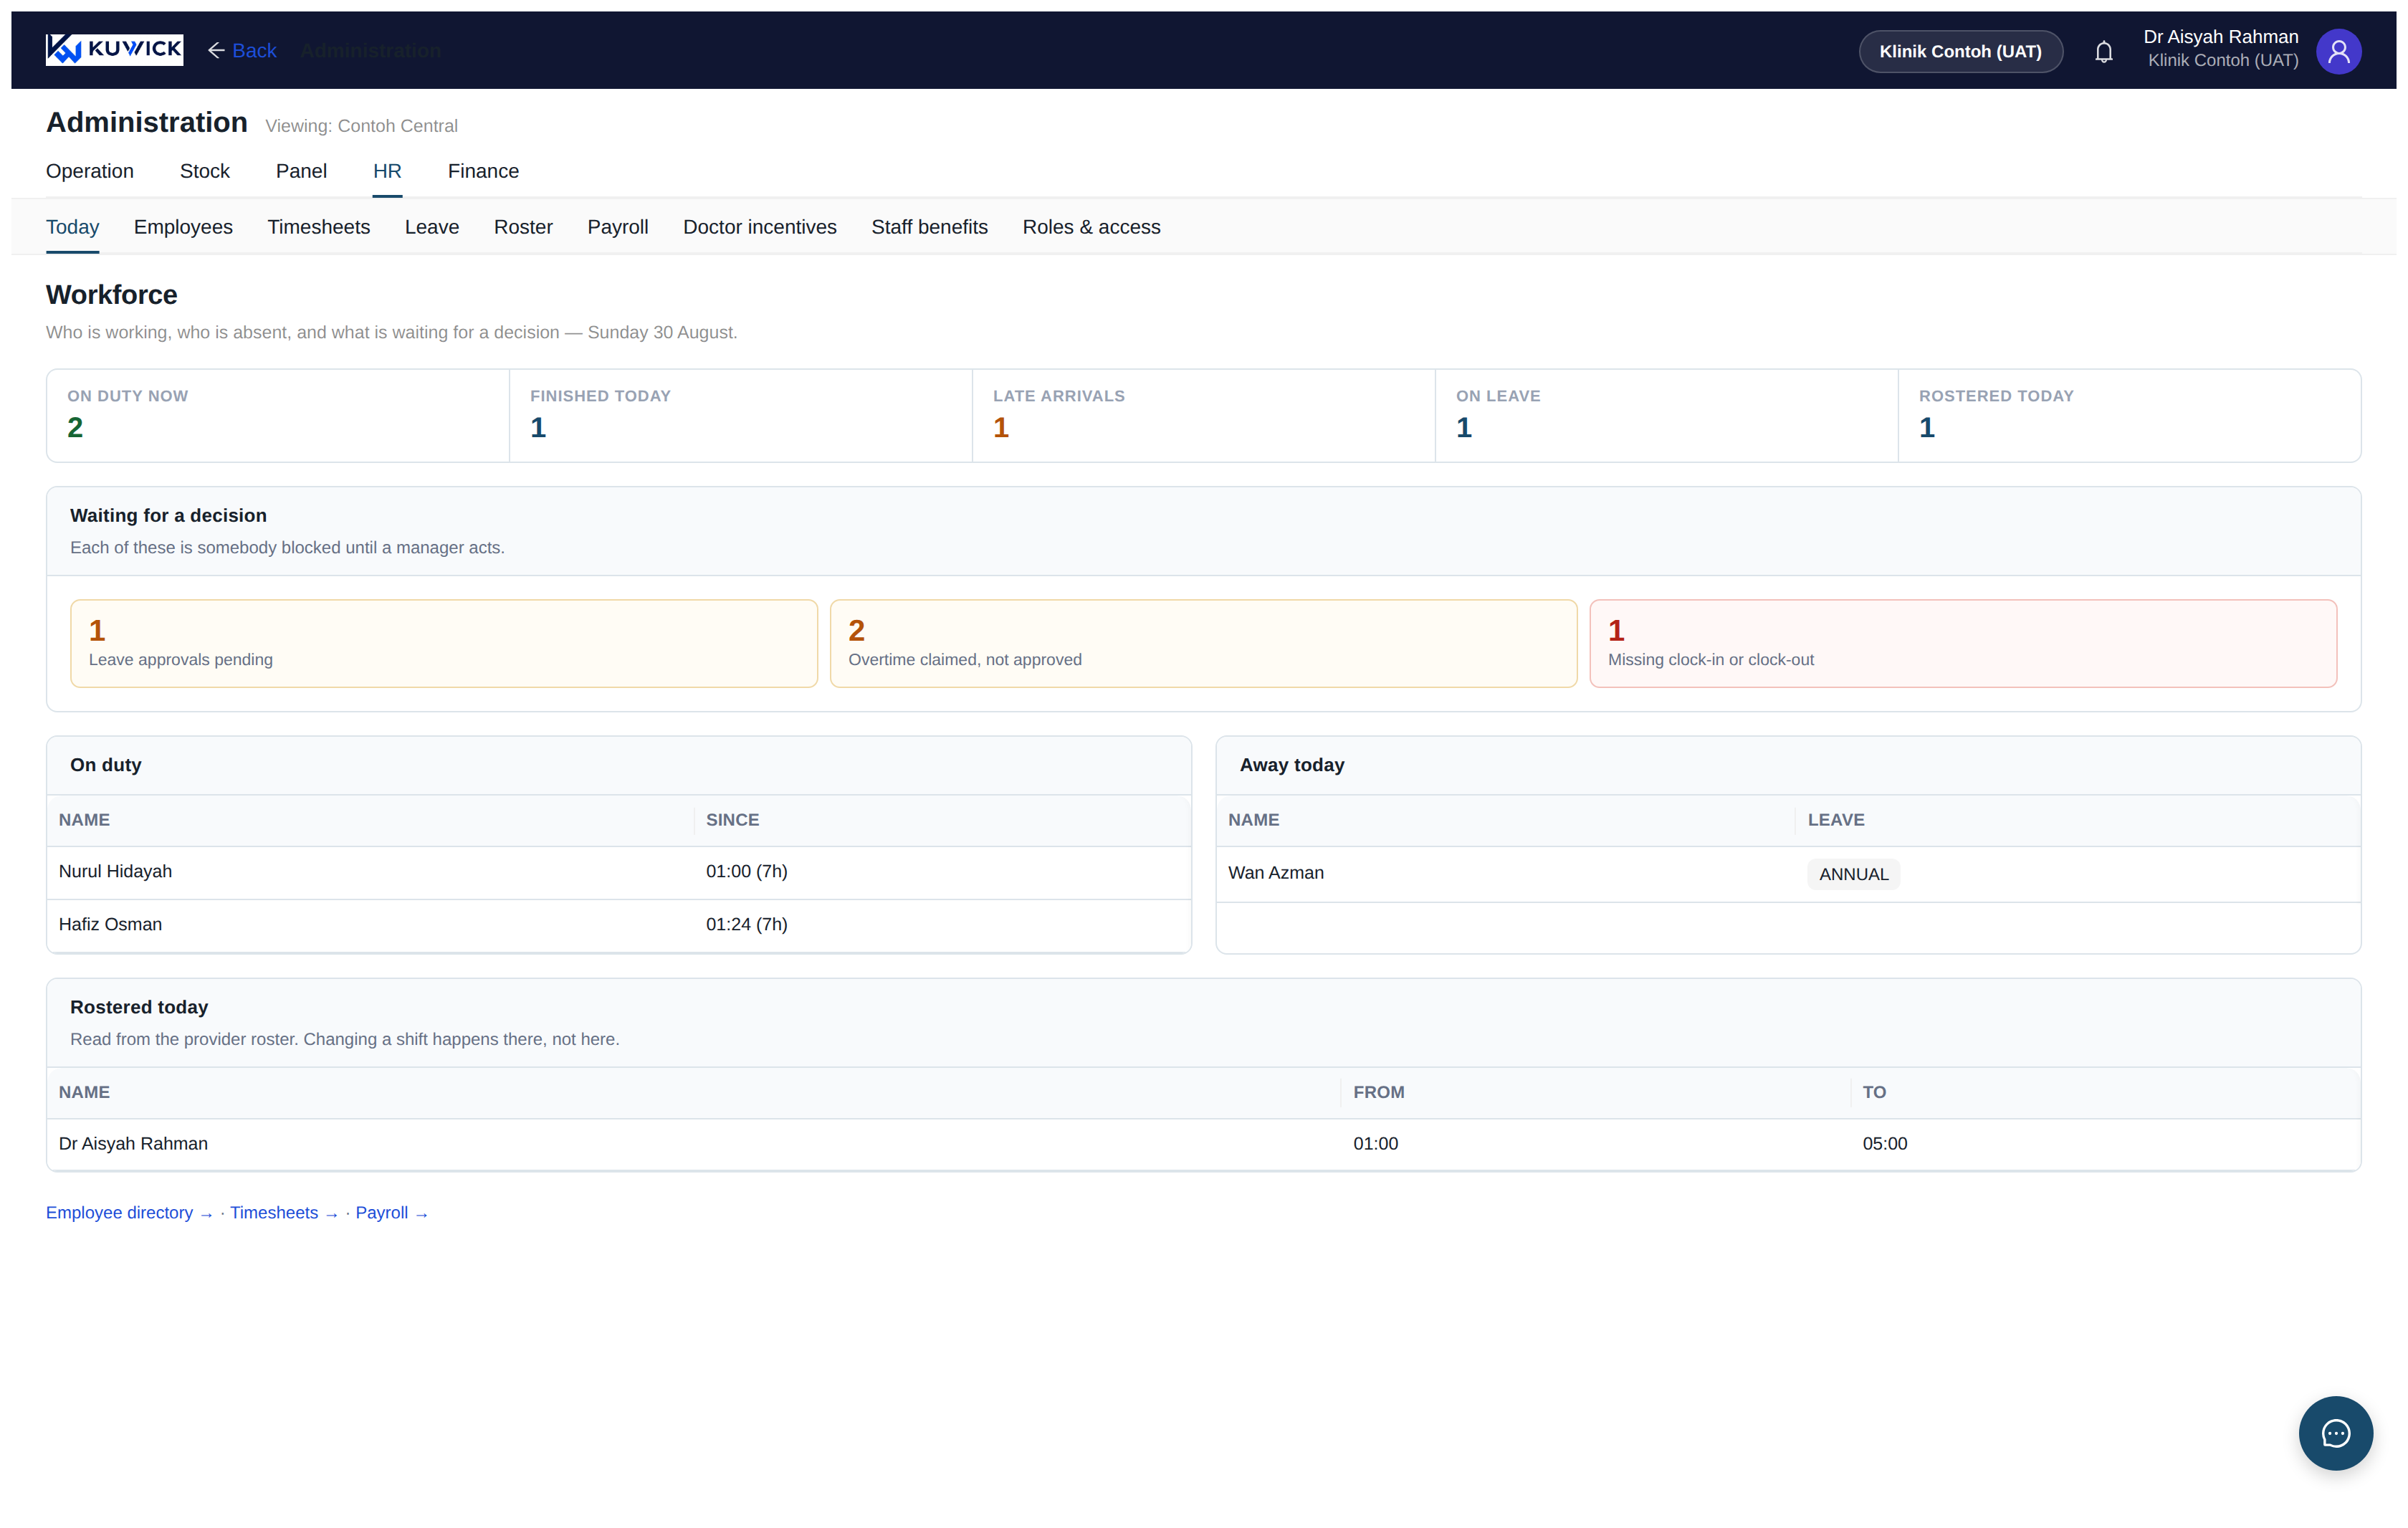 KUWICK
Back
Administration
Klinik Contoh (UAT)
Dr Aisyah Rahman
Klinik Contoh (UAT)
Administration
Viewing: Contoh Central
Operation
Stock
Panel
HR
Finance
Today
Employees
Timesheets
Leave
Roster
Payroll
Doctor incentives
Staff benefits
Roles & access
Workforce
Who is working, who is absent, and what is waiting for a decision — Sunday 30 August.
ON DUTY NOW
2
FINISHED TODAY
1
LATE ARRIVALS
1
ON LEAVE
1
ROSTERED TODAY
1
Waiting for a decision
Each of these is somebody blocked until a manager acts.
1
Leave approvals pending
2
Overtime claimed, not approved
1
Missing clock-in or clock-out
On duty
NAME
SINCE
Nurul Hidayah
01:00 (7h)
Hafiz Osman
01:24 (7h)
Away today
NAME
LEAVE
Wan Azman
ANNUAL
Rostered today
Read from the provider roster. Changing a shift happens there, not here.
NAME
FROM
TO
Dr Aisyah Rahman
01:00
05:00
Employee directory → · Timesheets → · Payroll →